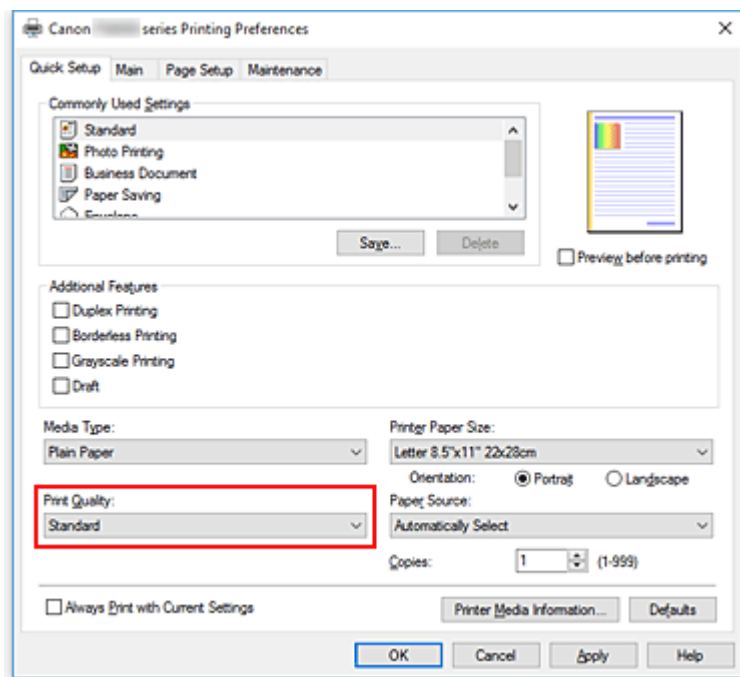 Canon series Printing Preferences
Quick Setup Main Page Setup Maintenance
Commonly Used Settings
Standard
Photo Printing
Business Document
Paper Saving
Envelope
Save... Delete
Preview before printing
Additional Features
Duplex Printing
Borderless Printing
Grayscale Printing
Draft
Media Type:
Plain Paper
Printer Paper Size:
Letter 8.5"x11" 22x28cm
Orientation: Portrait Landscape
Print Quality:
Standard
Paper Source:
Automatically Select
Copies: 1 (1-999)
Always Print with Current Settings
Printer Media Information... Defaults
OK Cancel Apply Help